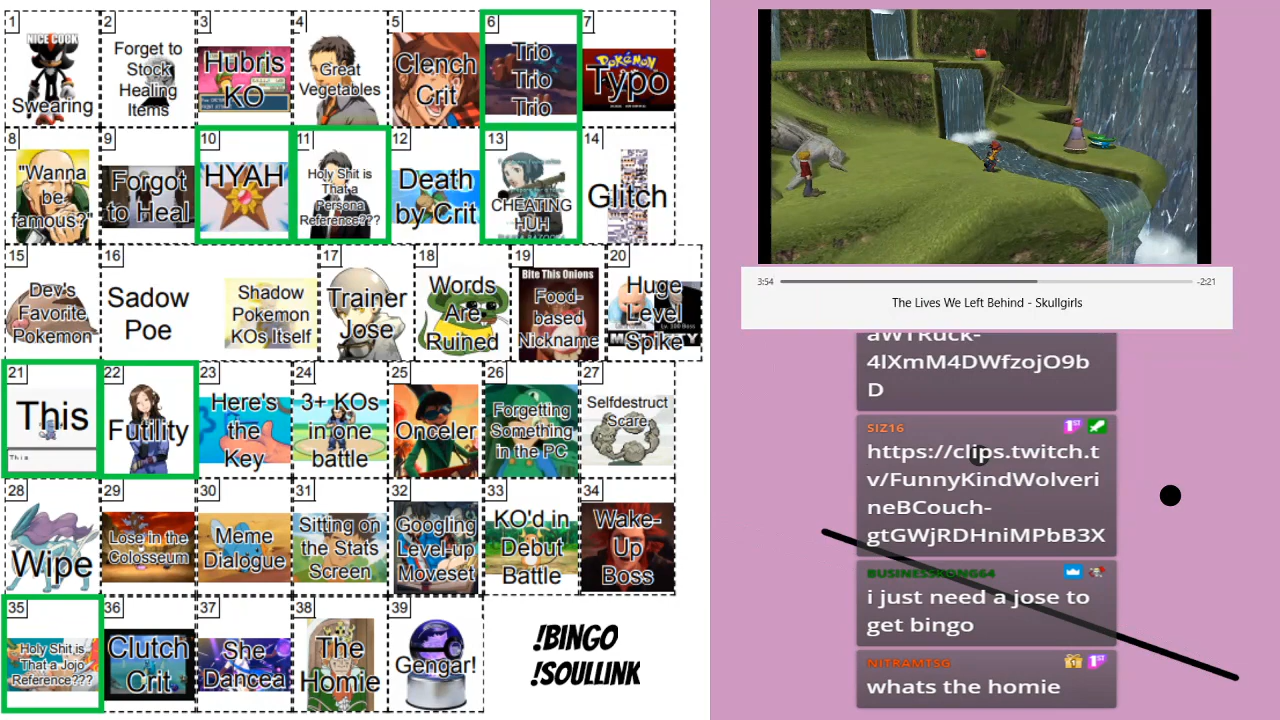 1
NICE COCK
Swearing
2
Forget to
Stock
Healing
Items
3
Hubris
KO
4
Great
Vegetables
5
Clench
Crit
6
Trio
Trio
Trio
7
POKÉMON
Typo
8
"Wanna
be
famous?"
9
Forgot
to Heal
10
HYAH
11
Holy Shit is
That a
Persona
Reference???
12
Death
by Crit
13
CHEATING
HUH
14
Glitch
15
Dev's
Favorite
Pokemon
16
Sadow
Poe
Shadow
Pokemon
KOs Itself
17
Trainer
Jose
18
Words
Are
Ruined
19
Bite This Onions
Food-
based
Nickname
20
Huge
Level
Spike
21
This
This
22
Futility
23
Here's
the
Key
24
3+ KOs
in one
battle
25
Onceler
26
Forgetting
Something
in the PC
27
Selfdestruct
Scare
28
Wipe
29
Lose in the
Colosseum
30
Meme
Dialogue
31
Sitting on
the Stats
Screen
32
Googling
Level-up
Moveset
33
KO'd in
Debut
Battle
34
Wake-
Up
Boss
35
Holy Shit is
That a Jojo
Reference???
36
Clutch
Crit
37
She
Dancea
38
The
Homie
39
Gengar!
!BINGO
!SOULLINK
3:54
-2:21
The Lives We Left Behind - Skullgirls
aWTRuck-
4lXmM4DWfzojO9b
D
SIZ16
1ST
https://clips.twitch.t
v/FunnyKindWolveri
neBCouch-
gtGWjRDHniMPbB3X
BUSINESSKONG64
i just need a jose to
get bingo
NITRAMTSG
1
1ST
whats the homie